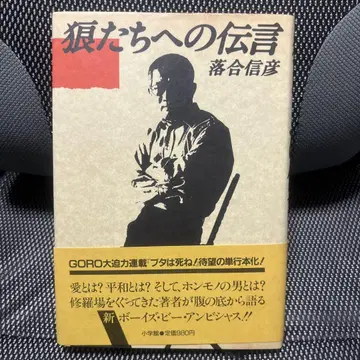 狼たちへの伝言
落合信彦
GORO大迫力連載「ブタは死ね!」待望の単行本化!
愛とは? 平和とは? そして、ホンモノの男とは?
修羅場をくぐってきた著者が腹の底から語る
新 ボーイズ・ビー・アンビシャス!!
小学館●定価980円